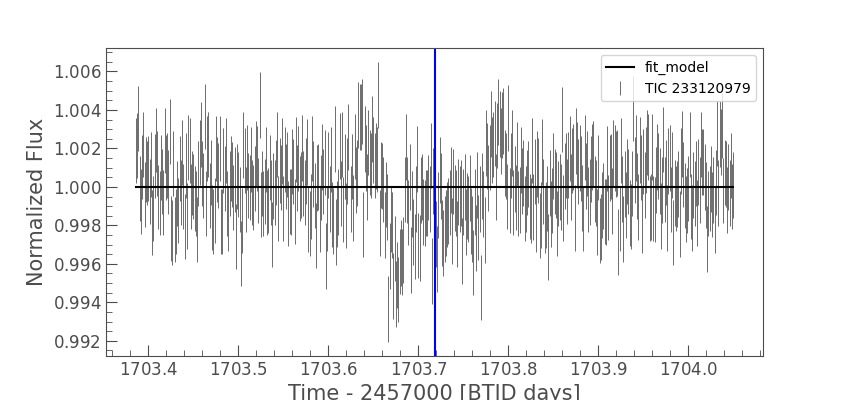 1.006
1.004
1.002
1.000
0.998
0.996
0.994
0.992
Normalized Flux
fit_model
TIC 233120979
1703.4 1703.5 1703.6 1703.7 1703.8 1703.9 1704.0
Time - 2457000 [BTJD days]